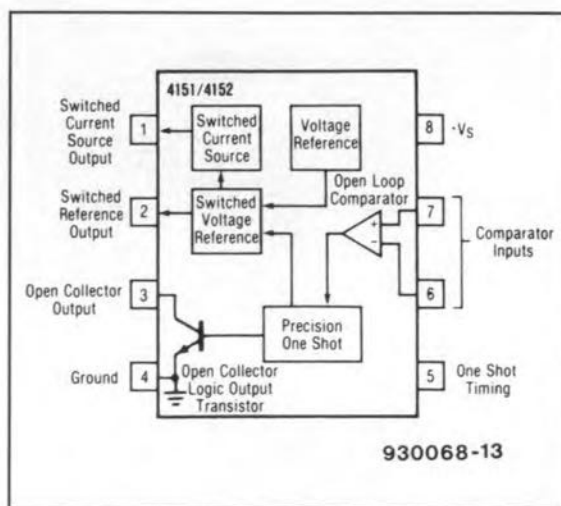 4151/4152
Switched
Current
Source
Output
1
Switched
Current
Source
Voltage
Reference
8
·VS
Switched
Reference
Output
2
Switched
Voltage
Reference
Open Loop
Comparator
+
−
7
6
Comparator
Inputs
Open Collector
Output
3
Precision
One Shot
Ground
4
Open Collector
Logic Output
Transistor
5
One Shot
Timing
930068-13